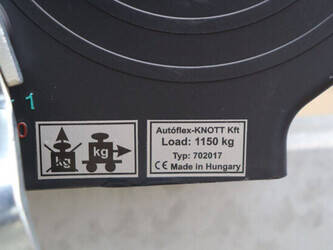 1
0
kg
kg
Autóflex-KNOTT Kft
Load: 1150 kg
Typ: 702017
CE Made in Hungary